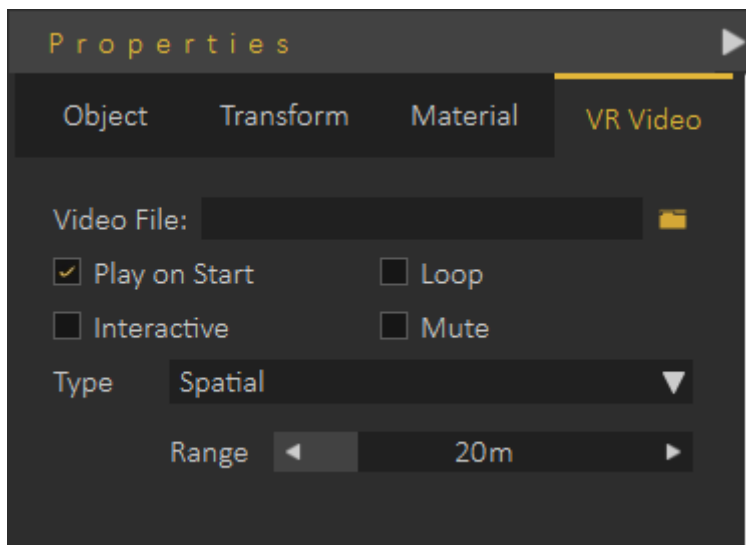 Properties
Object Transform Material VR Video
Video File:
Play on Start Loop
Interactive Mute
Type Spatial
Range 20m